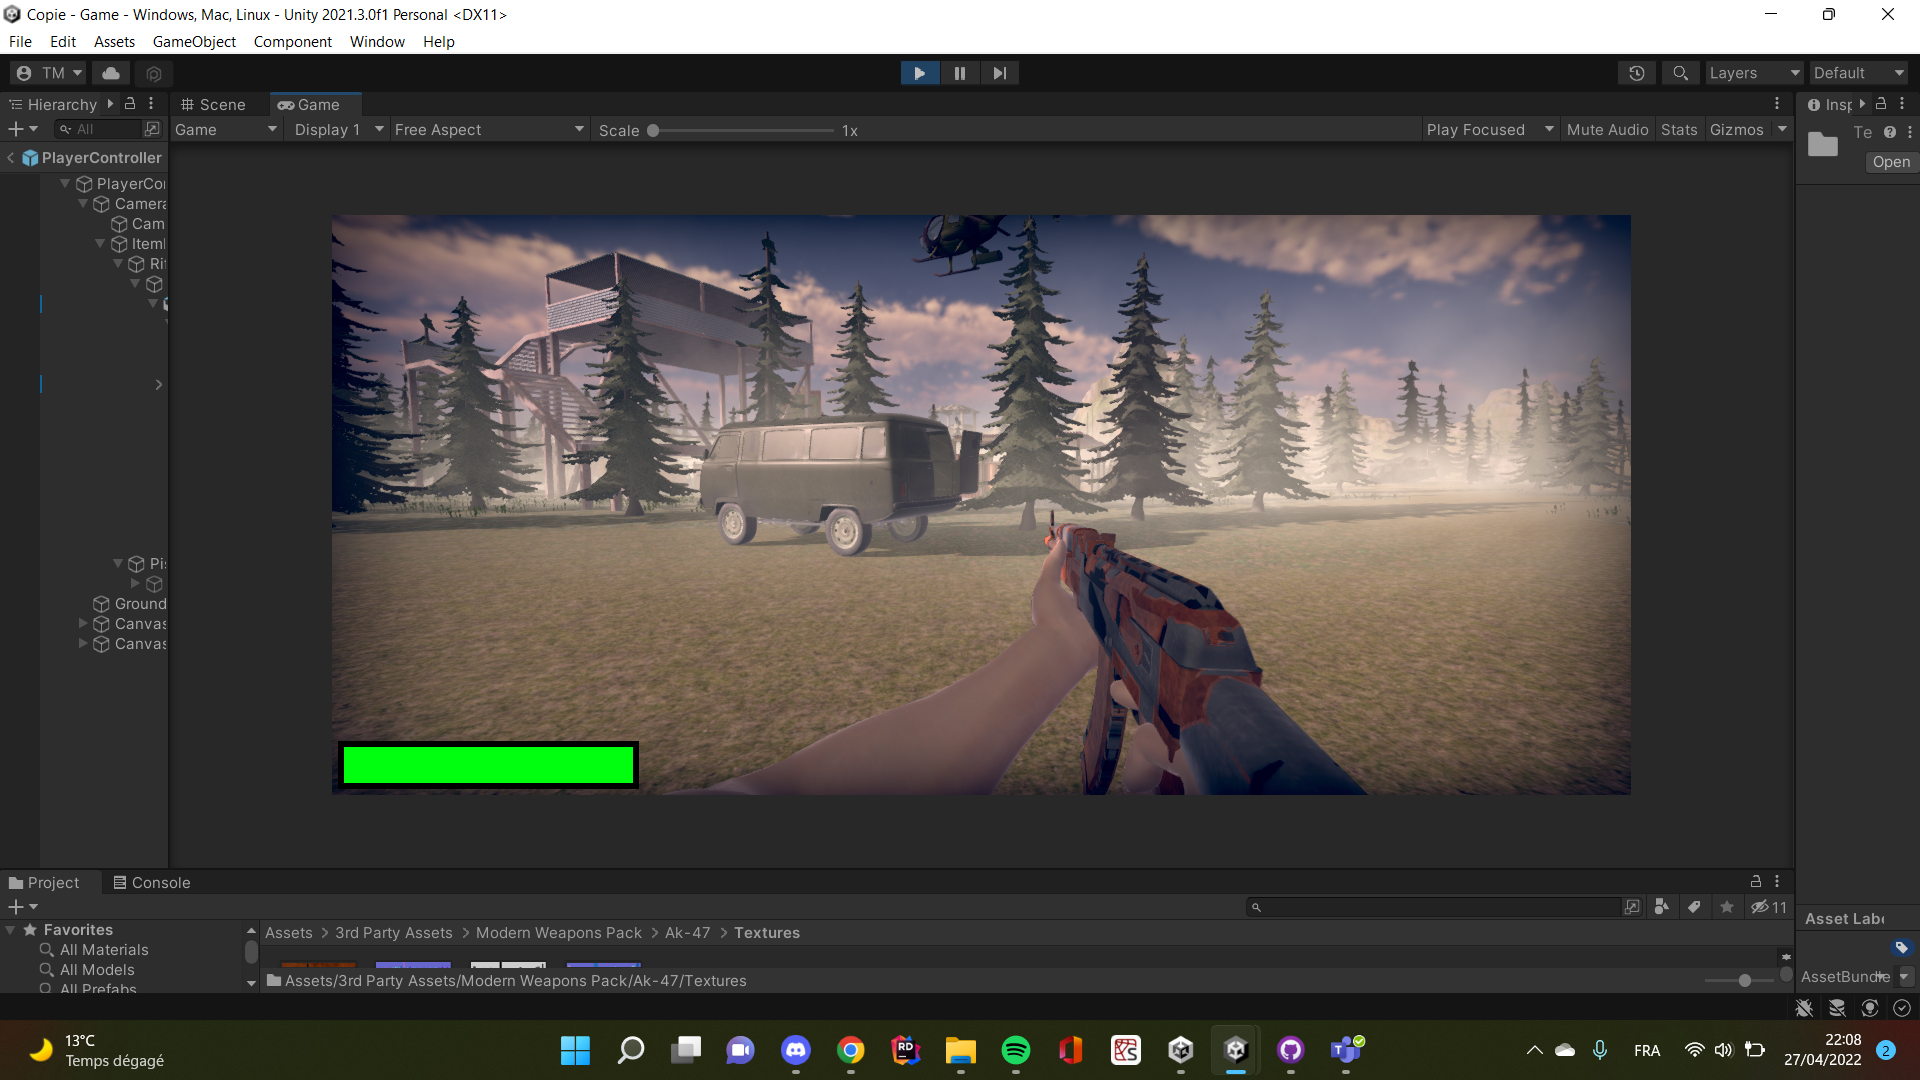 Copie - Game - Windows, Mac, Linux - Unity 2021.3.0f1 Personal <DX11>
File Edit Assets GameObject Component Window Help
TM Layers Default
Hierarchy Scene Game Insp
All Game Display 1 Free Aspect Scale 1x Play Focused Mute Audio Stats Gizmos
Te
PlayerController Open
PlayerCo
Camera
Cam
Item
Ri
Pi
Ground
Canvas
Canvas
Project Console
11
Asset Labe
Favorites Assets > 3rd Party Assets > Modern Weapons Pack > Ak-47 > Textures
All Materials
All Models
All Prefabs Assets/3rd Party Assets/Modern Weapons Pack/Ak-47/Textures AssetBundle
13°C
Temps dégagé
RD
FRA
22:08
27/04/2022
2